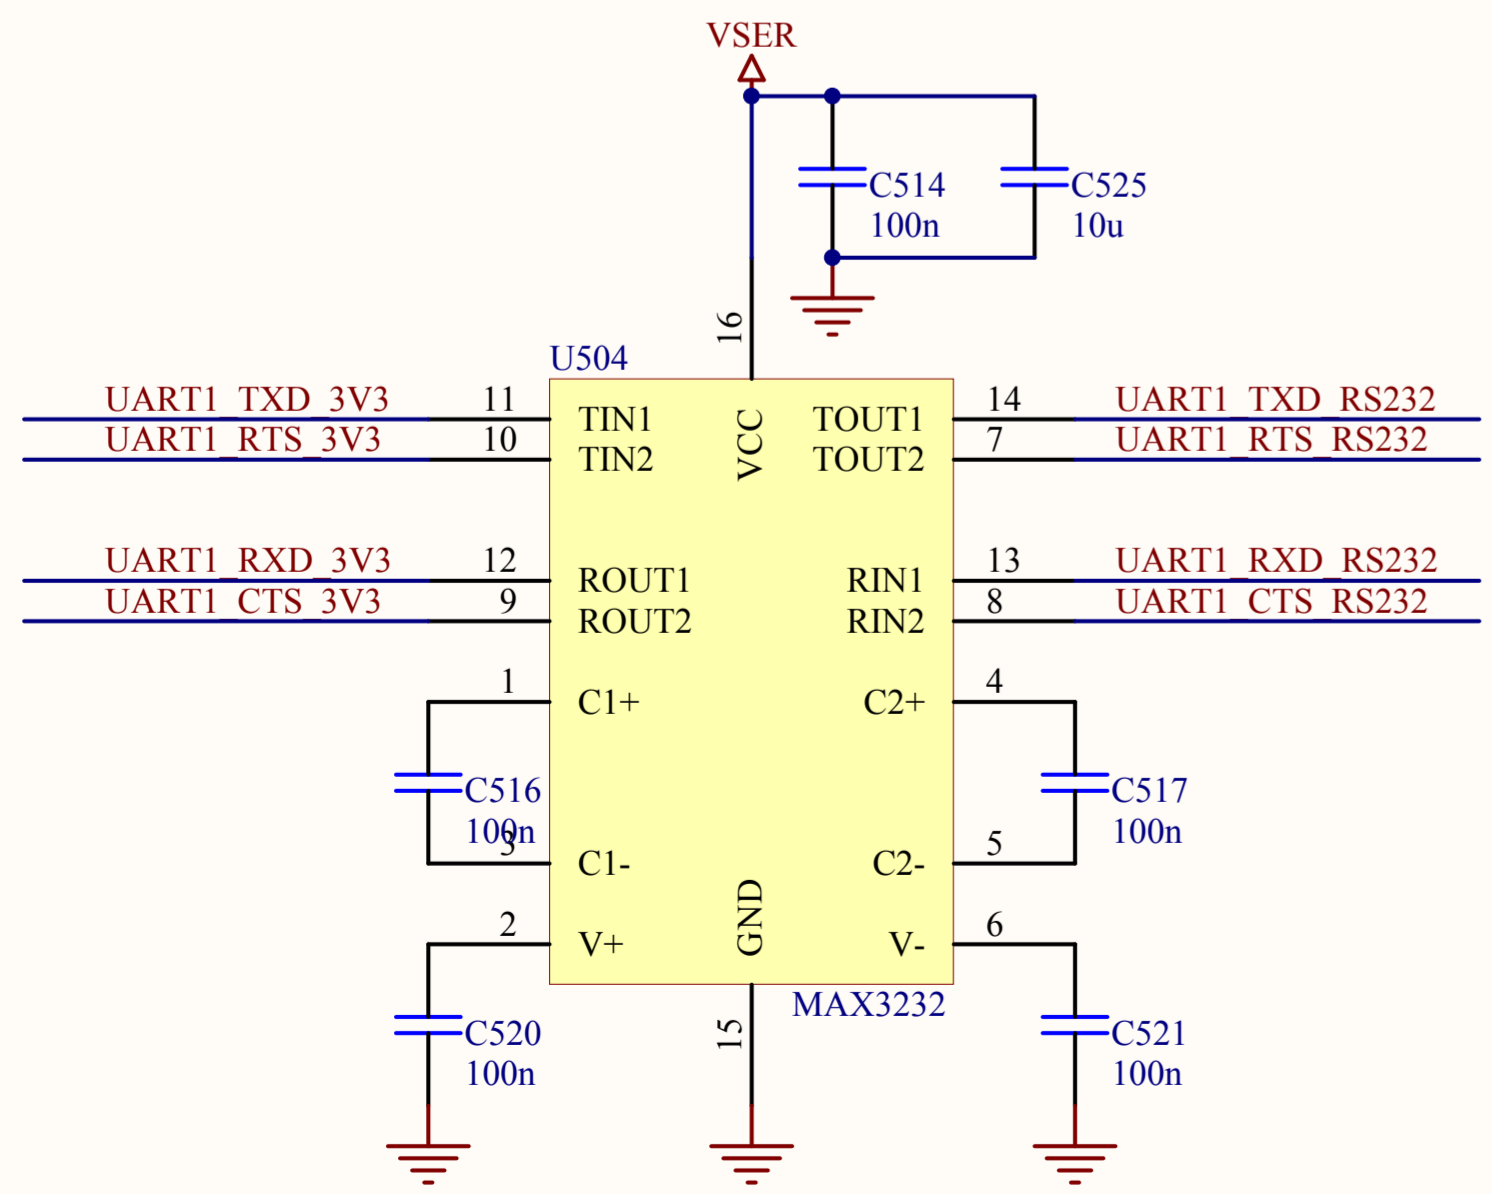 VSER
C514
100n
C525
10u
16
U504
UART1_TXD_3V3 11 TIN1
UART1_RTS_3V3 10 TIN2
VCC
TOUT1 14 UART1_TXD_RS232
TOUT2 7 UART1_RTS_RS232
UART1_RXD_3V3 12 ROUT1
UART1_CTS_3V3 9 ROUT2
RIN1 13 UART1_RXD_RS232
RIN2 8 UART1_CTS_RS232
1 C1+
C2+ 4
C516
100n
C517
100n
3 C1-
C2- 5
2 V+
GND
V- 6
MAX3232
15
C520
100n
C521
100n